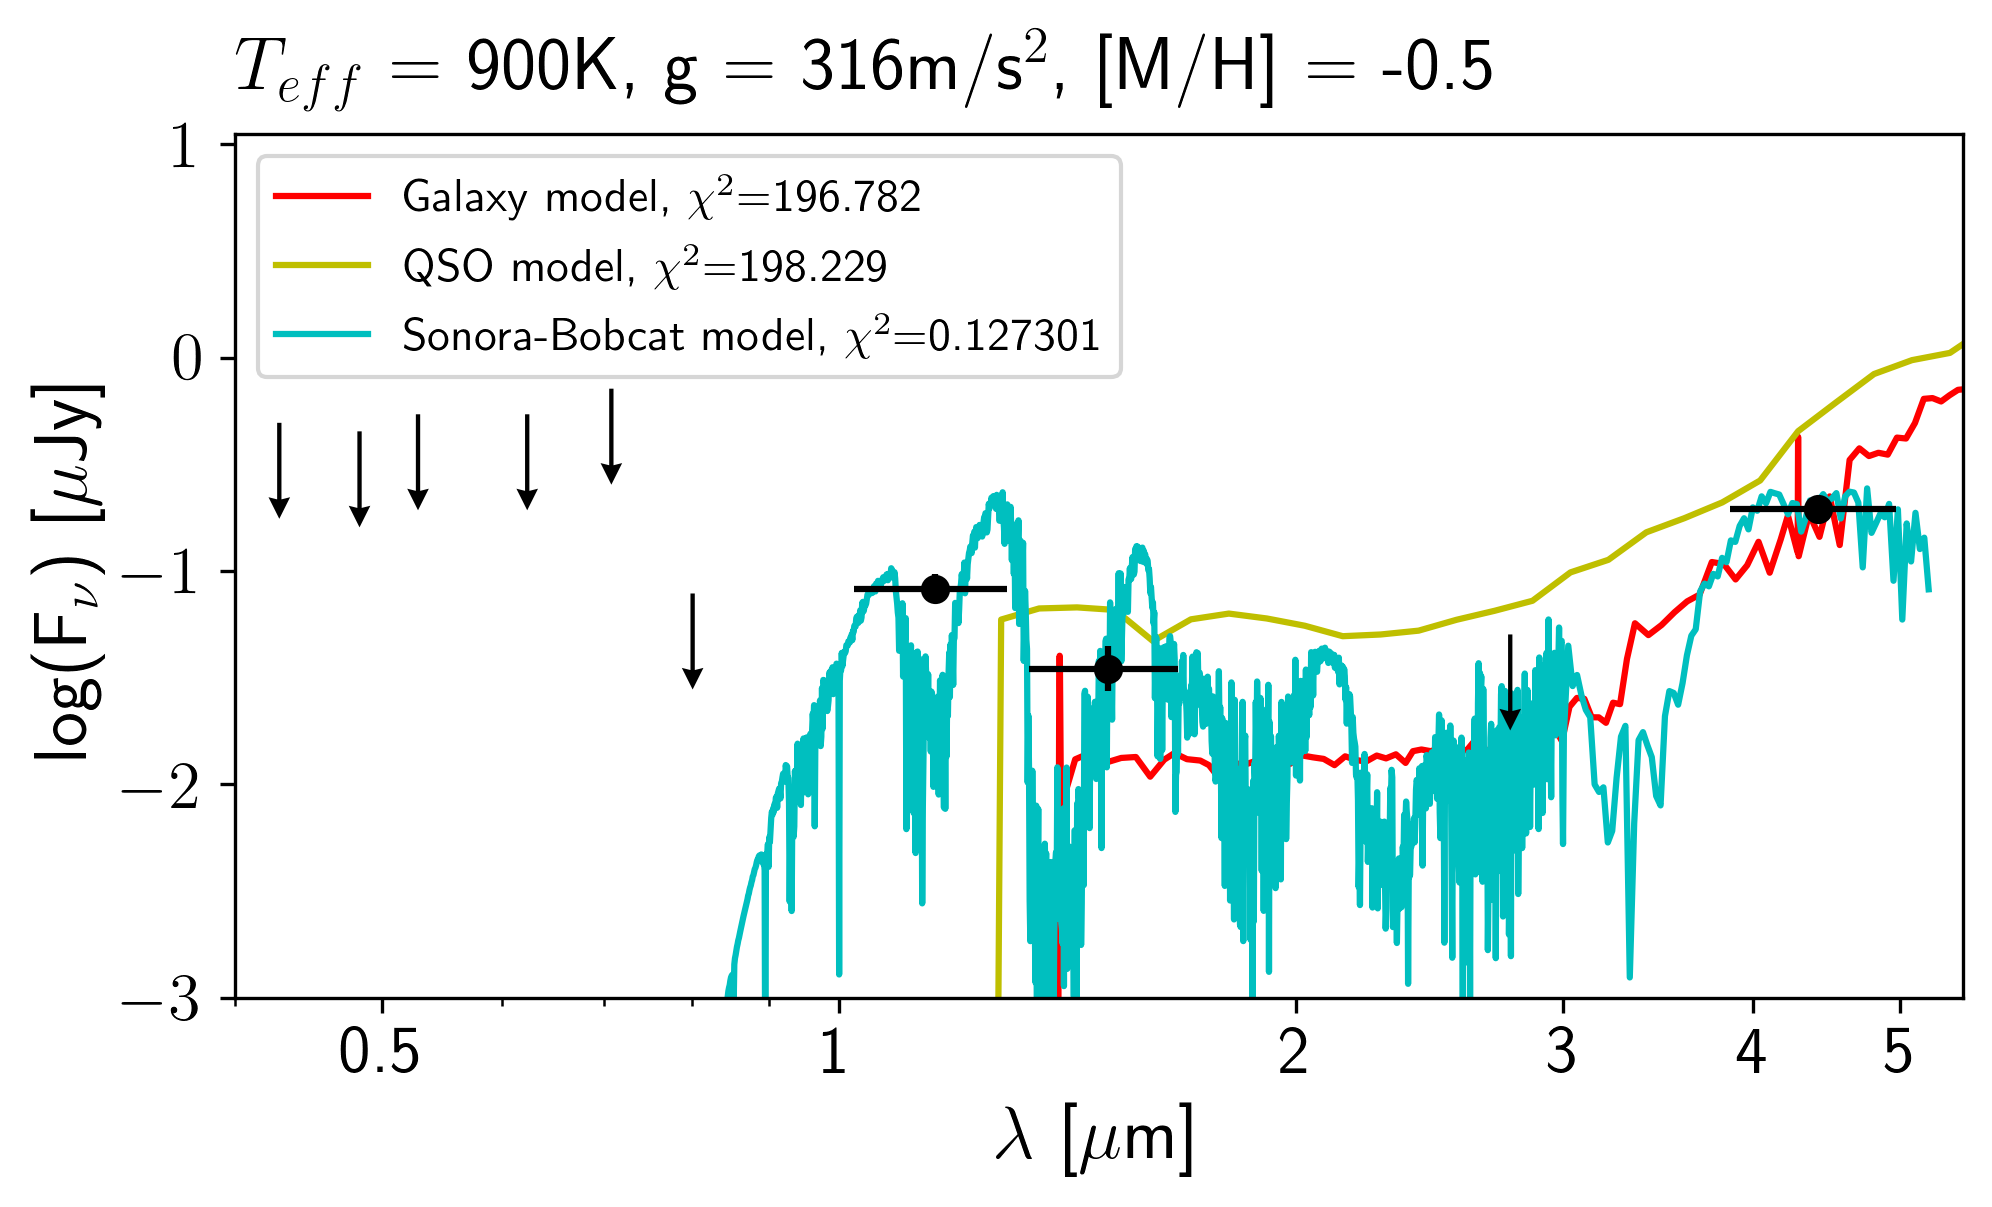 T_eff = 900K, g = 316m/s², [M/H] = -0.5
Galaxy model, χ²=196.782
QSO model, χ²=198.229
Sonora-Bobcat model, χ²=0.127301
log(F_ν) [μJy]
1
0
−1
−2
−3
0.5 1 2 3 4 5
λ [μm]